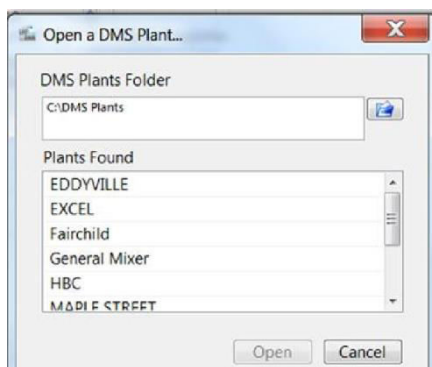 Open a DMS Plant...
DMS Plants Folder
C:\DMS Plants
Plants Found
EDDYVILLE
EXCEL
Fairchild
General Mixer
HBC
MAPLE STREET
Open
Cancel